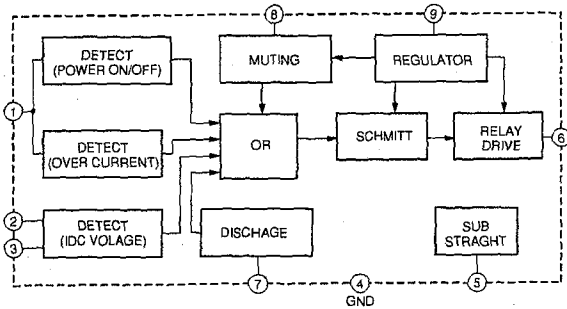 8
9
DETECT
(POWER ON/OFF)
MUTING
REGULATOR
1
DETECT
(OVER CURRENT)
OR
SCHMITT
RELAY
DRIVE
6
2
3
DETECT
(IDC VOLAGE)
DISCHAGE
SUB
STRAGHT
7
4
5
GND